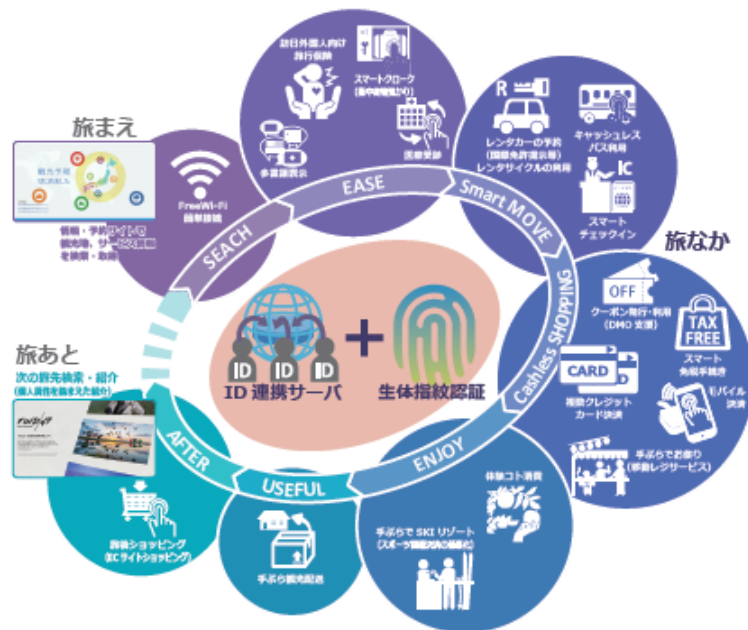 旅まえ
FreeWi-Fi
簡単接続
情報・予約サイトで
観光地、サービス情報
を検索・取得
SEACH
訪日外国人向け
旅行保険
スマートクローク
多言語表示
医療受診
EASE
R
レンタカーの予約
(国際免許提示等)
レンタサイクルの利用
キャッシュレス
バス利用
IC
スマート
チェックイン
Smart MOVE
旅なか
OFF
クーポン発行・利用
(DMO 支援)
TAX
FREE
スマート
免税手続き
CARD
複数クレジット
カード決済
モバイル
決済
手ぶらでお祭り
(移動レジサービス)
Cashless SHOPPING
ID
ID
ID
ID 連携サーバ
+
生体指紋認証
体験コト消費
手ぶらで SKI リゾート
ENJOY
手ぶら観光配送
USEFUL
旅あと
次の旅先検索・紹介
(個人属性を踏まえた紹介)
旅後ショッピング
(ECサイトショッピング)
AFTER